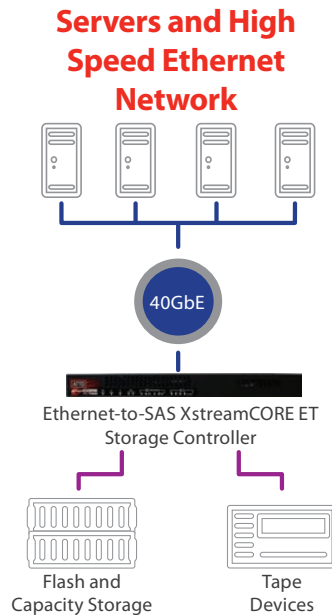 Servers and High
Speed Ethernet
Network
40GbE
Ethernet-to-SAS XstreamCORE ET
Storage Controller
Flash and
Capacity Storage
Tape
Devices